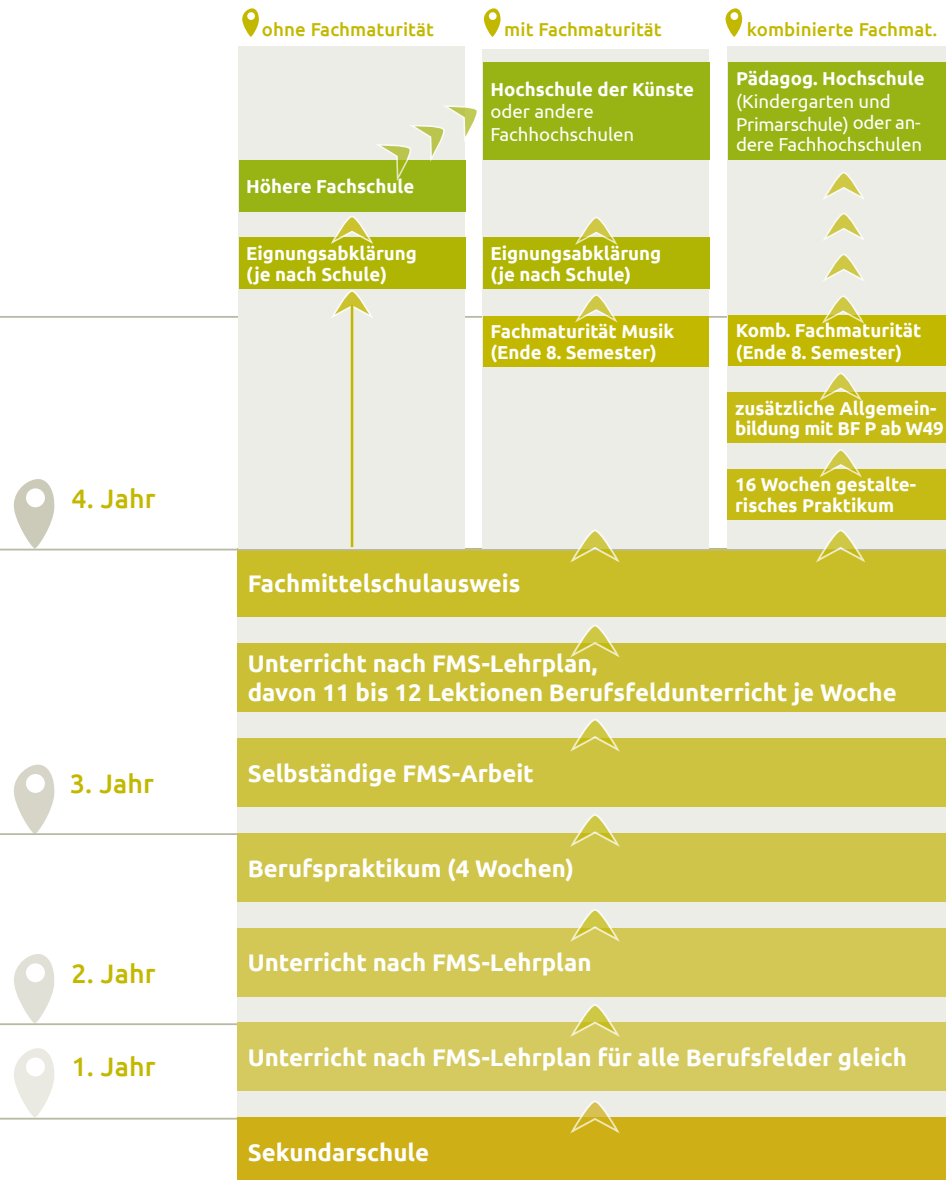 ohne Fachmaturität
mit Fachmaturität
kombinierte Fachmat.
Hochschule der Künste
oder andere
Fachhochschulen
Pädagog. Hochschule
(Kindergarten und
Primarschule) oder an-
dere Fachhochschulen
Höhere Fachschule
Eignungsabklärung
(je nach Schule)
Eignungsabklärung
(je nach Schule)
Fachmaturität Musik
(Ende 8. Semester)
Komb. Fachmaturität
(Ende 8. Semester)
zusätzliche Allgemein-
bildung mit BF P ab W49
16 Wochen gestalte-
risches Praktikum
4. Jahr
Fachmittelschulausweis
Unterricht nach FMS-Lehrplan,
davon 11 bis 12 Lektionen Berufsfeldunterricht je Woche
Selbständige FMS-Arbeit
3. Jahr
Berufspraktikum (4 Wochen)
Unterricht nach FMS-Lehrplan
2. Jahr
Unterricht nach FMS-Lehrplan für alle Berufsfelder gleich
1. Jahr
Sekundarschule